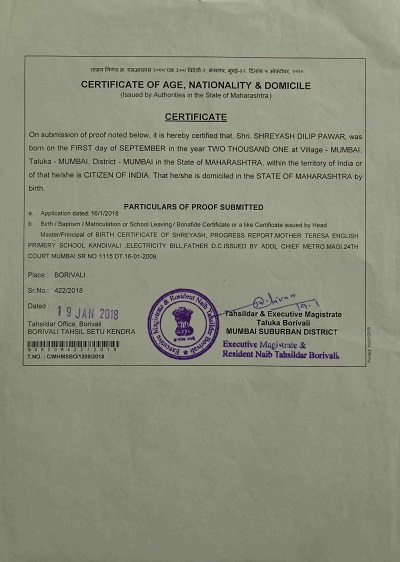 शासन निर्णय क्र.
CERTIFICATE OF AGE, NATIONALITY & DOMICILE
(Issued by Authorities in the State of Maharashtra)
CERTIFICATE
On submission of proof noted below, it is hereby certified that, Shri. SHREYASH DILIP PAWAR, was
born on the FIRST day of SEPTEMBER in the year TWO THOUSAND ONE at Village - MUMBAI,
Taluka - MUMBAI, District - MUMBAI in the State of MAHARASHTRA, within the territory of India or
of that he/she is CITIZEN OF INDIA. That he/she is domiciled in the STATE OF MAHARASHTRA by
birth.
PARTICULARS OF PROOF SUBMITTED
a. Application dated: 16/1/2018
b. Birth / Baptism / Matriculation or School Leaving / Bonafide Certificate or a like Certificate issued by Head
Master/Principal of BIRTH CERTIFICATE OF SHREYASH, PROGRESS REPORT,MOTHER TERESA ENGLISH
PRIMERY SCHOOL KANDIVALI ,ELECTRICITY BILL,FATHER D.C.ISSUED BY ADDL CHIEF METRO.MAGI.24TH
COURT MUMBAI SR NO 1115 DT.16-01-2009.
Place : BORIVALI
Sr.No.: 422/2018
Dated :
19 JAN 2018
Tahsildar Office, Borivali
BORIVALI TAHSIL SETU KENDRA
T.NO. : C/MHMSBO/1258/2018
Executive Magistrate & Resident Naib Tahsildar
Borivali
Tahsildar & Executive Magistrate
Taluka Borivali
MUMBAI SUBURBAN DISTRICT
Executive Magistrate &
Resident Naib Tahsildar Borivali.